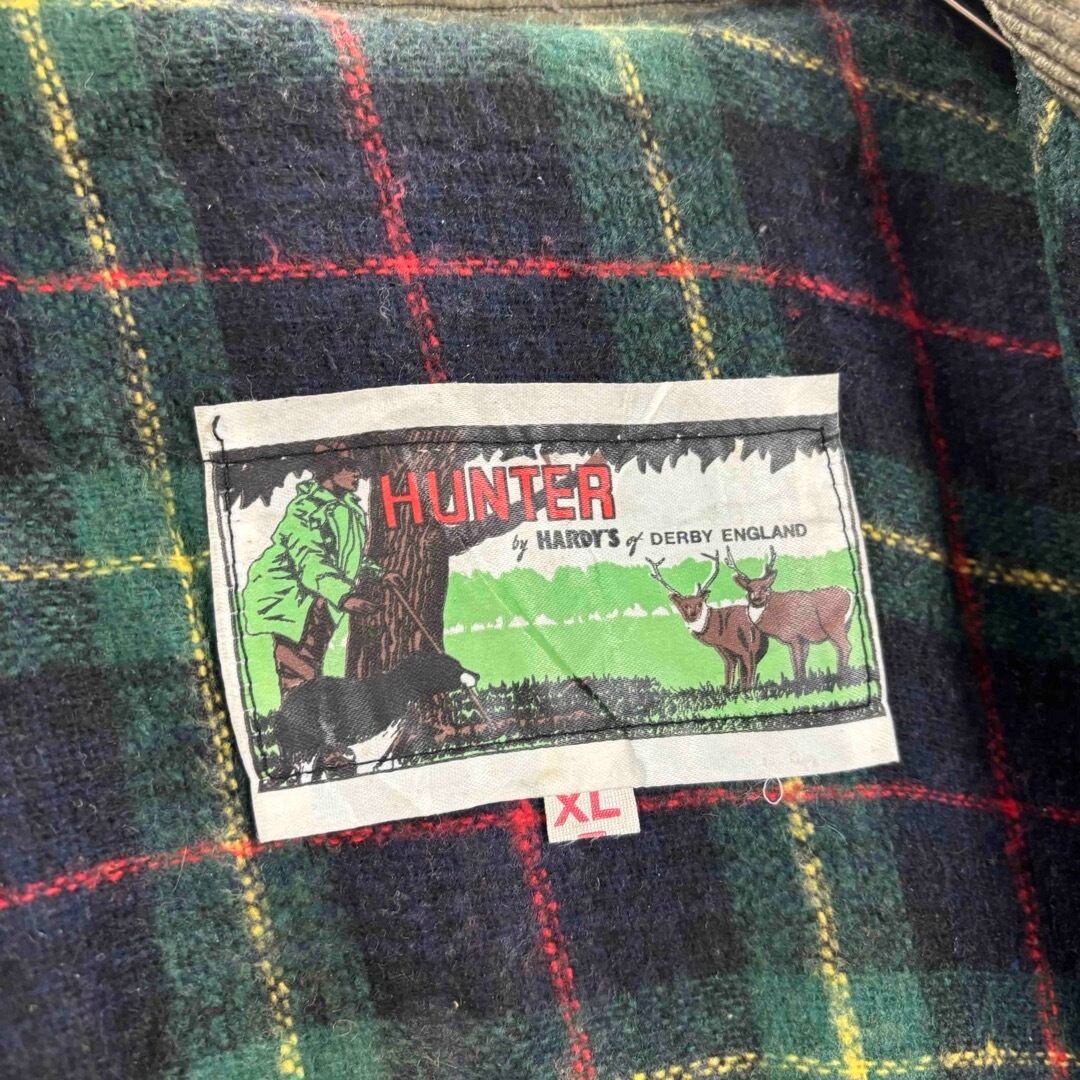 HUNTER
by HARDY'S of DERBY ENGLAND
XL